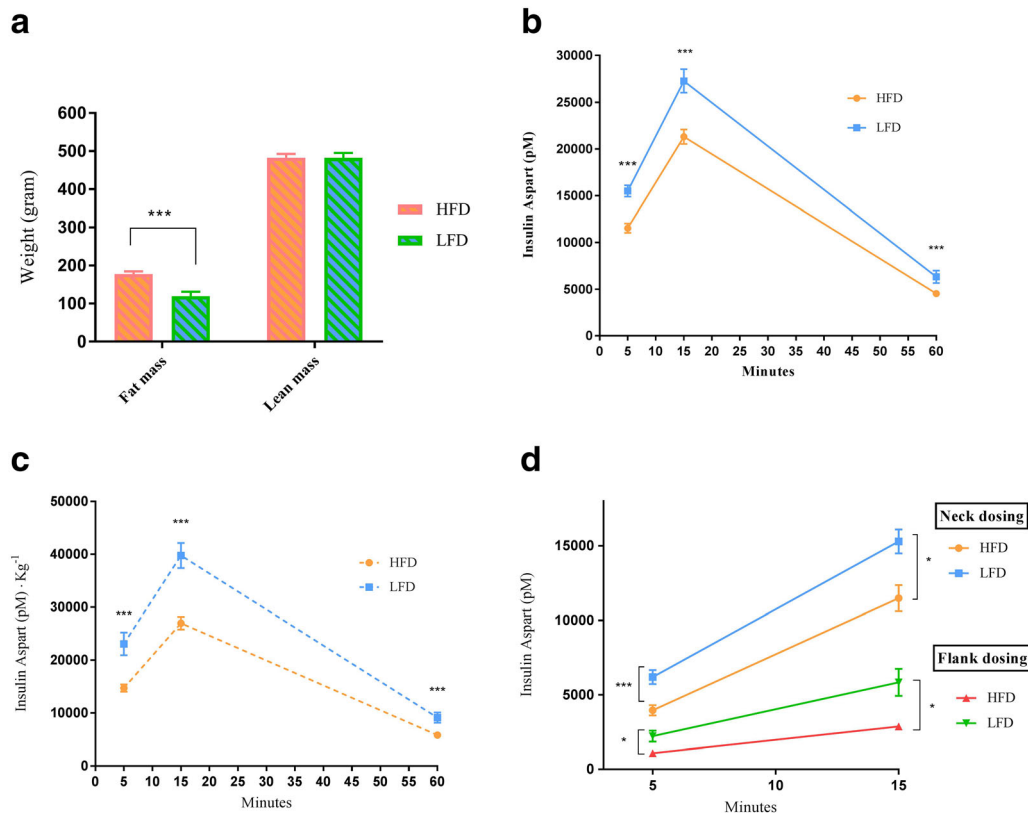 a
600
500
400
300
200
100
0
Weight (gram)
***
Fat mass
Lean mass
HFD
LFD
b
30000
25000
20000
15000
10000
5000
0
Insulin Aspart (pM)
***
***
***
HFD
LFD
0 5 10 15 20 25 30 35 40 45 50 55 60
Minutes
c
50000
40000
30000
20000
10000
0
Insulin Aspart (pM) · Kg⁻¹
***
***
***
HFD
LFD
0 5 10 15 20 25 30 35 40 45 50 55 60
Minutes
d
15000
10000
5000
0
Insulin Aspart (pM)
***
*
*
*
5 10 15
Minutes
Neck dosing
HFD
LFD
Flank dosing
HFD
LFD